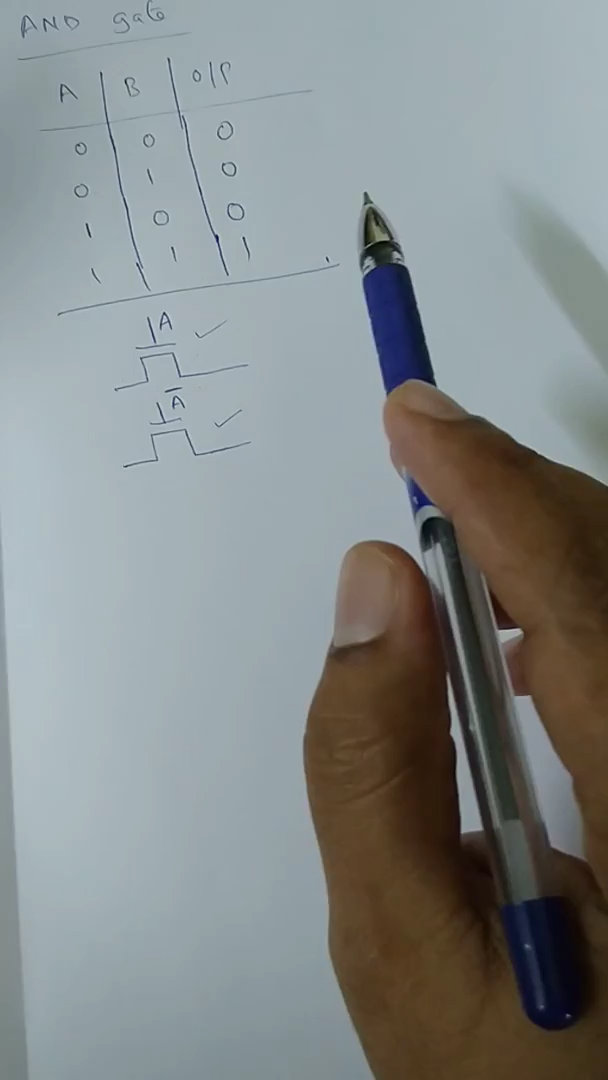 AND gate
A B O/P
0 0 0
0 1 0
1 0 0
1 1 1
A ✓
A̅ ✓